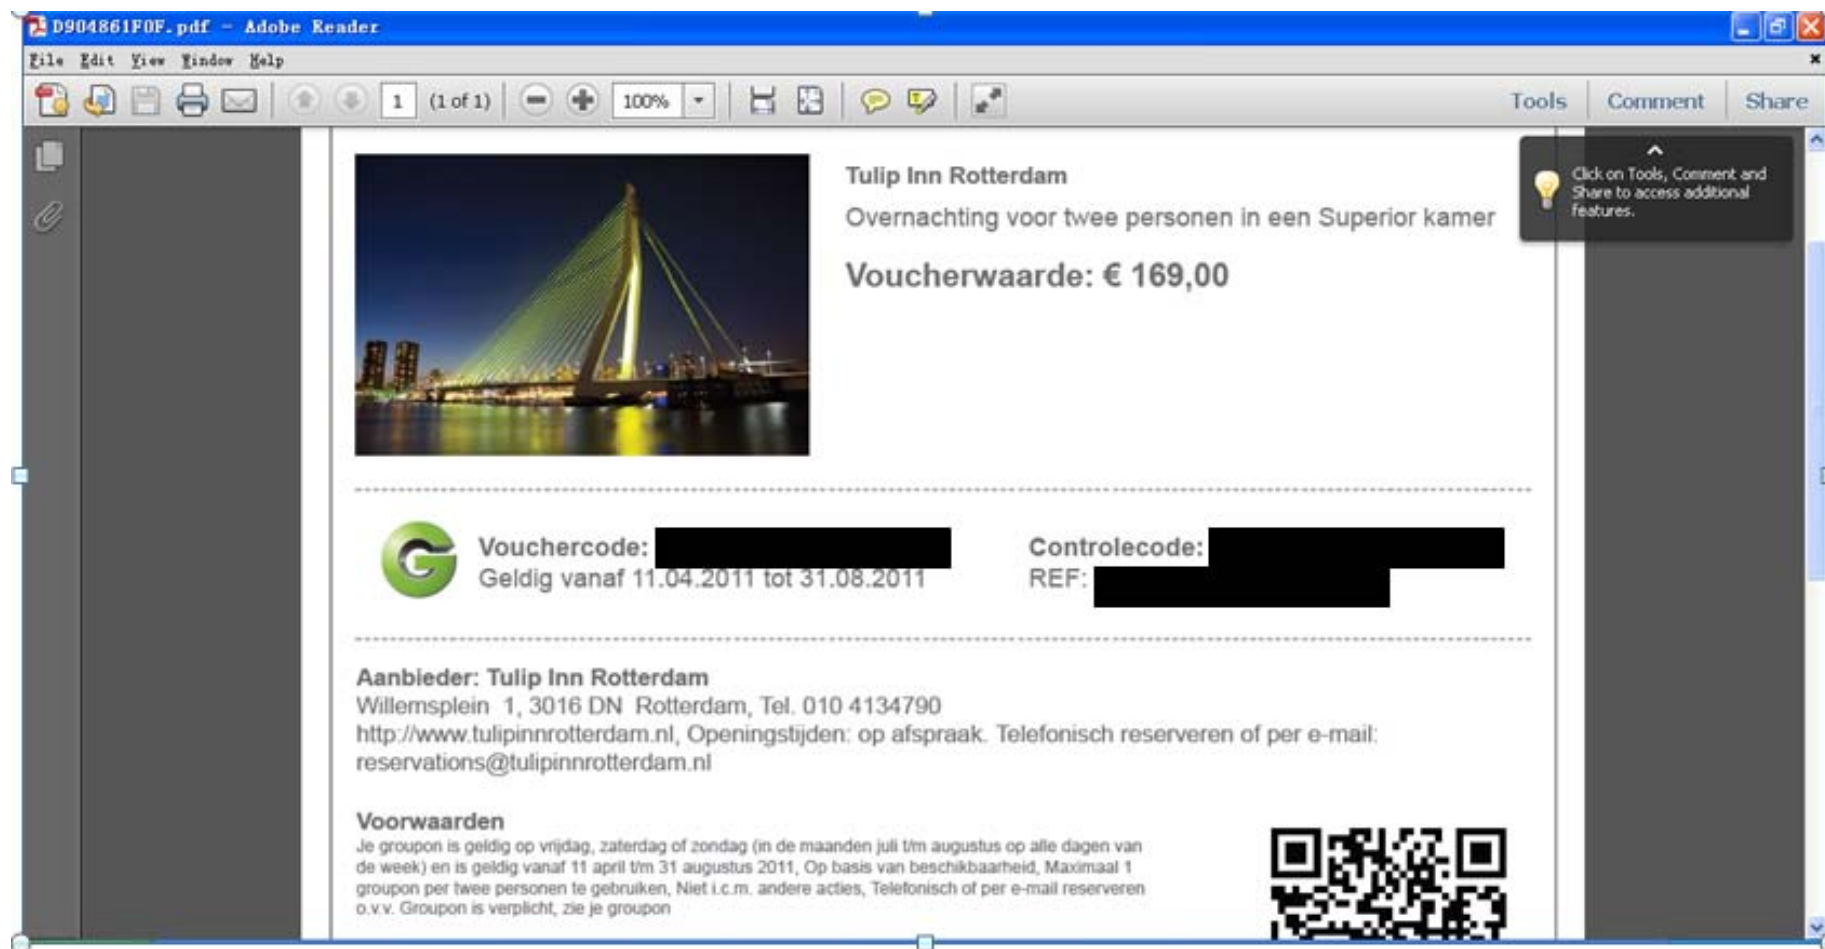 D904861F0F.pdf - Adobe Reader
File Edit View Window Help
1 (1 of 1) 100% Tools Comment Share
Click on Tools, Comment and
Share to access additional
features.
Tulip Inn Rotterdam
Overnachting voor twee personen in een Superior kamer
Voucherwaarde: € 169,00
Vouchercode:
Geldig vanaf 11.04.2011 tot 31.08.2011
Controlecode:
REF:
Aanbieder: Tulip Inn Rotterdam
Willemsplein 1, 3016 DN Rotterdam, Tel. 010 4134790
http://www.tulipinnrotterdam.nl, Openingstijden: op afspraak. Telefonisch reserveren of per e-mail:
reservations@tulipinnrotterdam.nl
Voorwaarden
Je groupon is geldig op vrijdag, zaterdag of zondag (in de maanden juli t/m augustus op alle dagen van
de week) en is geldig vanaf 11 april t/m 31 augustus 2011, Op basis van beschikbaarheid, Maximaal 1
groupon per twee personen te gebruiken, Niet i.c.m. andere acties, Telefonisch of per e-mail reserveren
o.v.v. Groupon is verplicht, zie je groupon